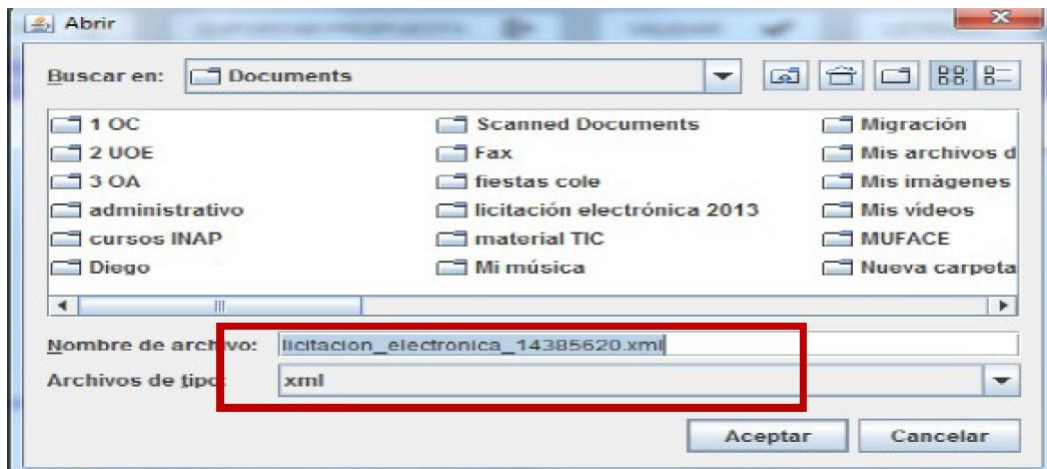 Abrir
Buscar en: Documents
1 OC Scanned Documents Migración
2 UOE Fax Mis archivos d
3 OA fiestas cole Mis imágenes
administrativo licitación electrónica 2013 Mis vídeos
cursos INAP material TIC MUFACE
Diego Mi música Nueva carpeta
Nombre de archivo: licitacion_electronica_14385620.xml
Archivos de tipo: xml
Aceptar Cancelar